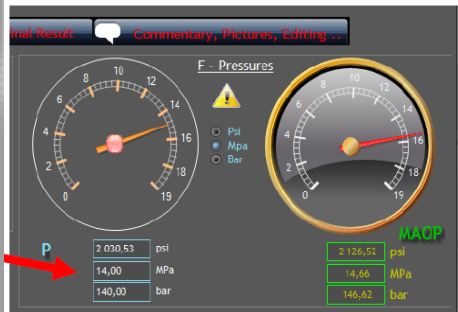 inal Result
Commentary, Pictures, Editing ..
F - Pressures
0 2 4 6 8 10 12 14 16 18 19
Psi
Mpa
Bar
0 2 4 6 8 10 12 14 16 18 19
P
2 030,53 psi
14,00 MPa
140,00 bar
MAOP
2 126,52 psi
14,66 MPa
146,62 bar